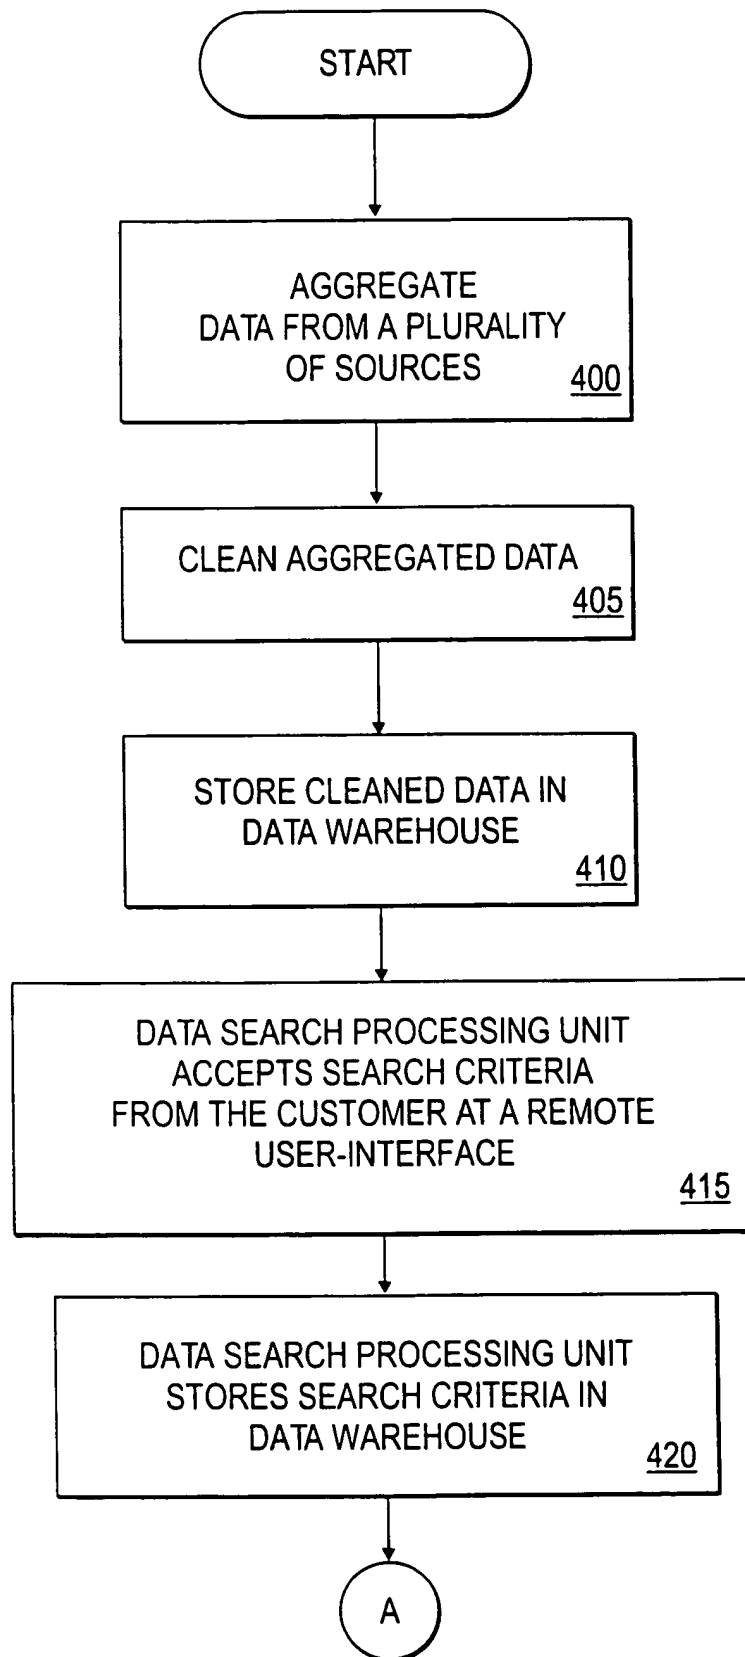 START
AGGREGATE
DATA FROM A PLURALITY
OF SOURCES
400
CLEAN AGGREGATED DATA
405
STORE CLEANED DATA IN
DATA WAREHOUSE
410
DATA SEARCH PROCESSING UNIT
ACCEPTS SEARCH CRITERIA
FROM THE CUSTOMER AT A REMOTE
USER-INTERFACE
415
DATA SEARCH PROCESSING UNIT
STORES SEARCH CRITERIA IN
DATA WAREHOUSE
420
A